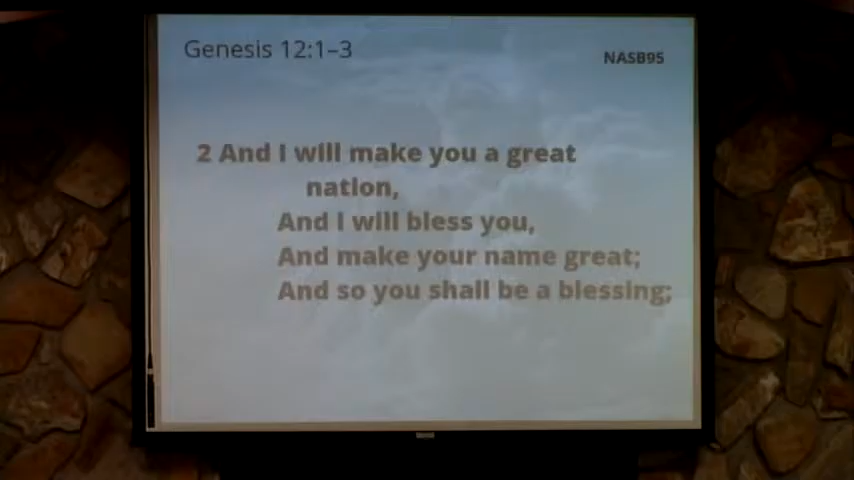 Genesis 12:1–3
NASB95
2 And I will make you a great
nation,
And I will bless you,
And make your name great;
And so you shall be a blessing;